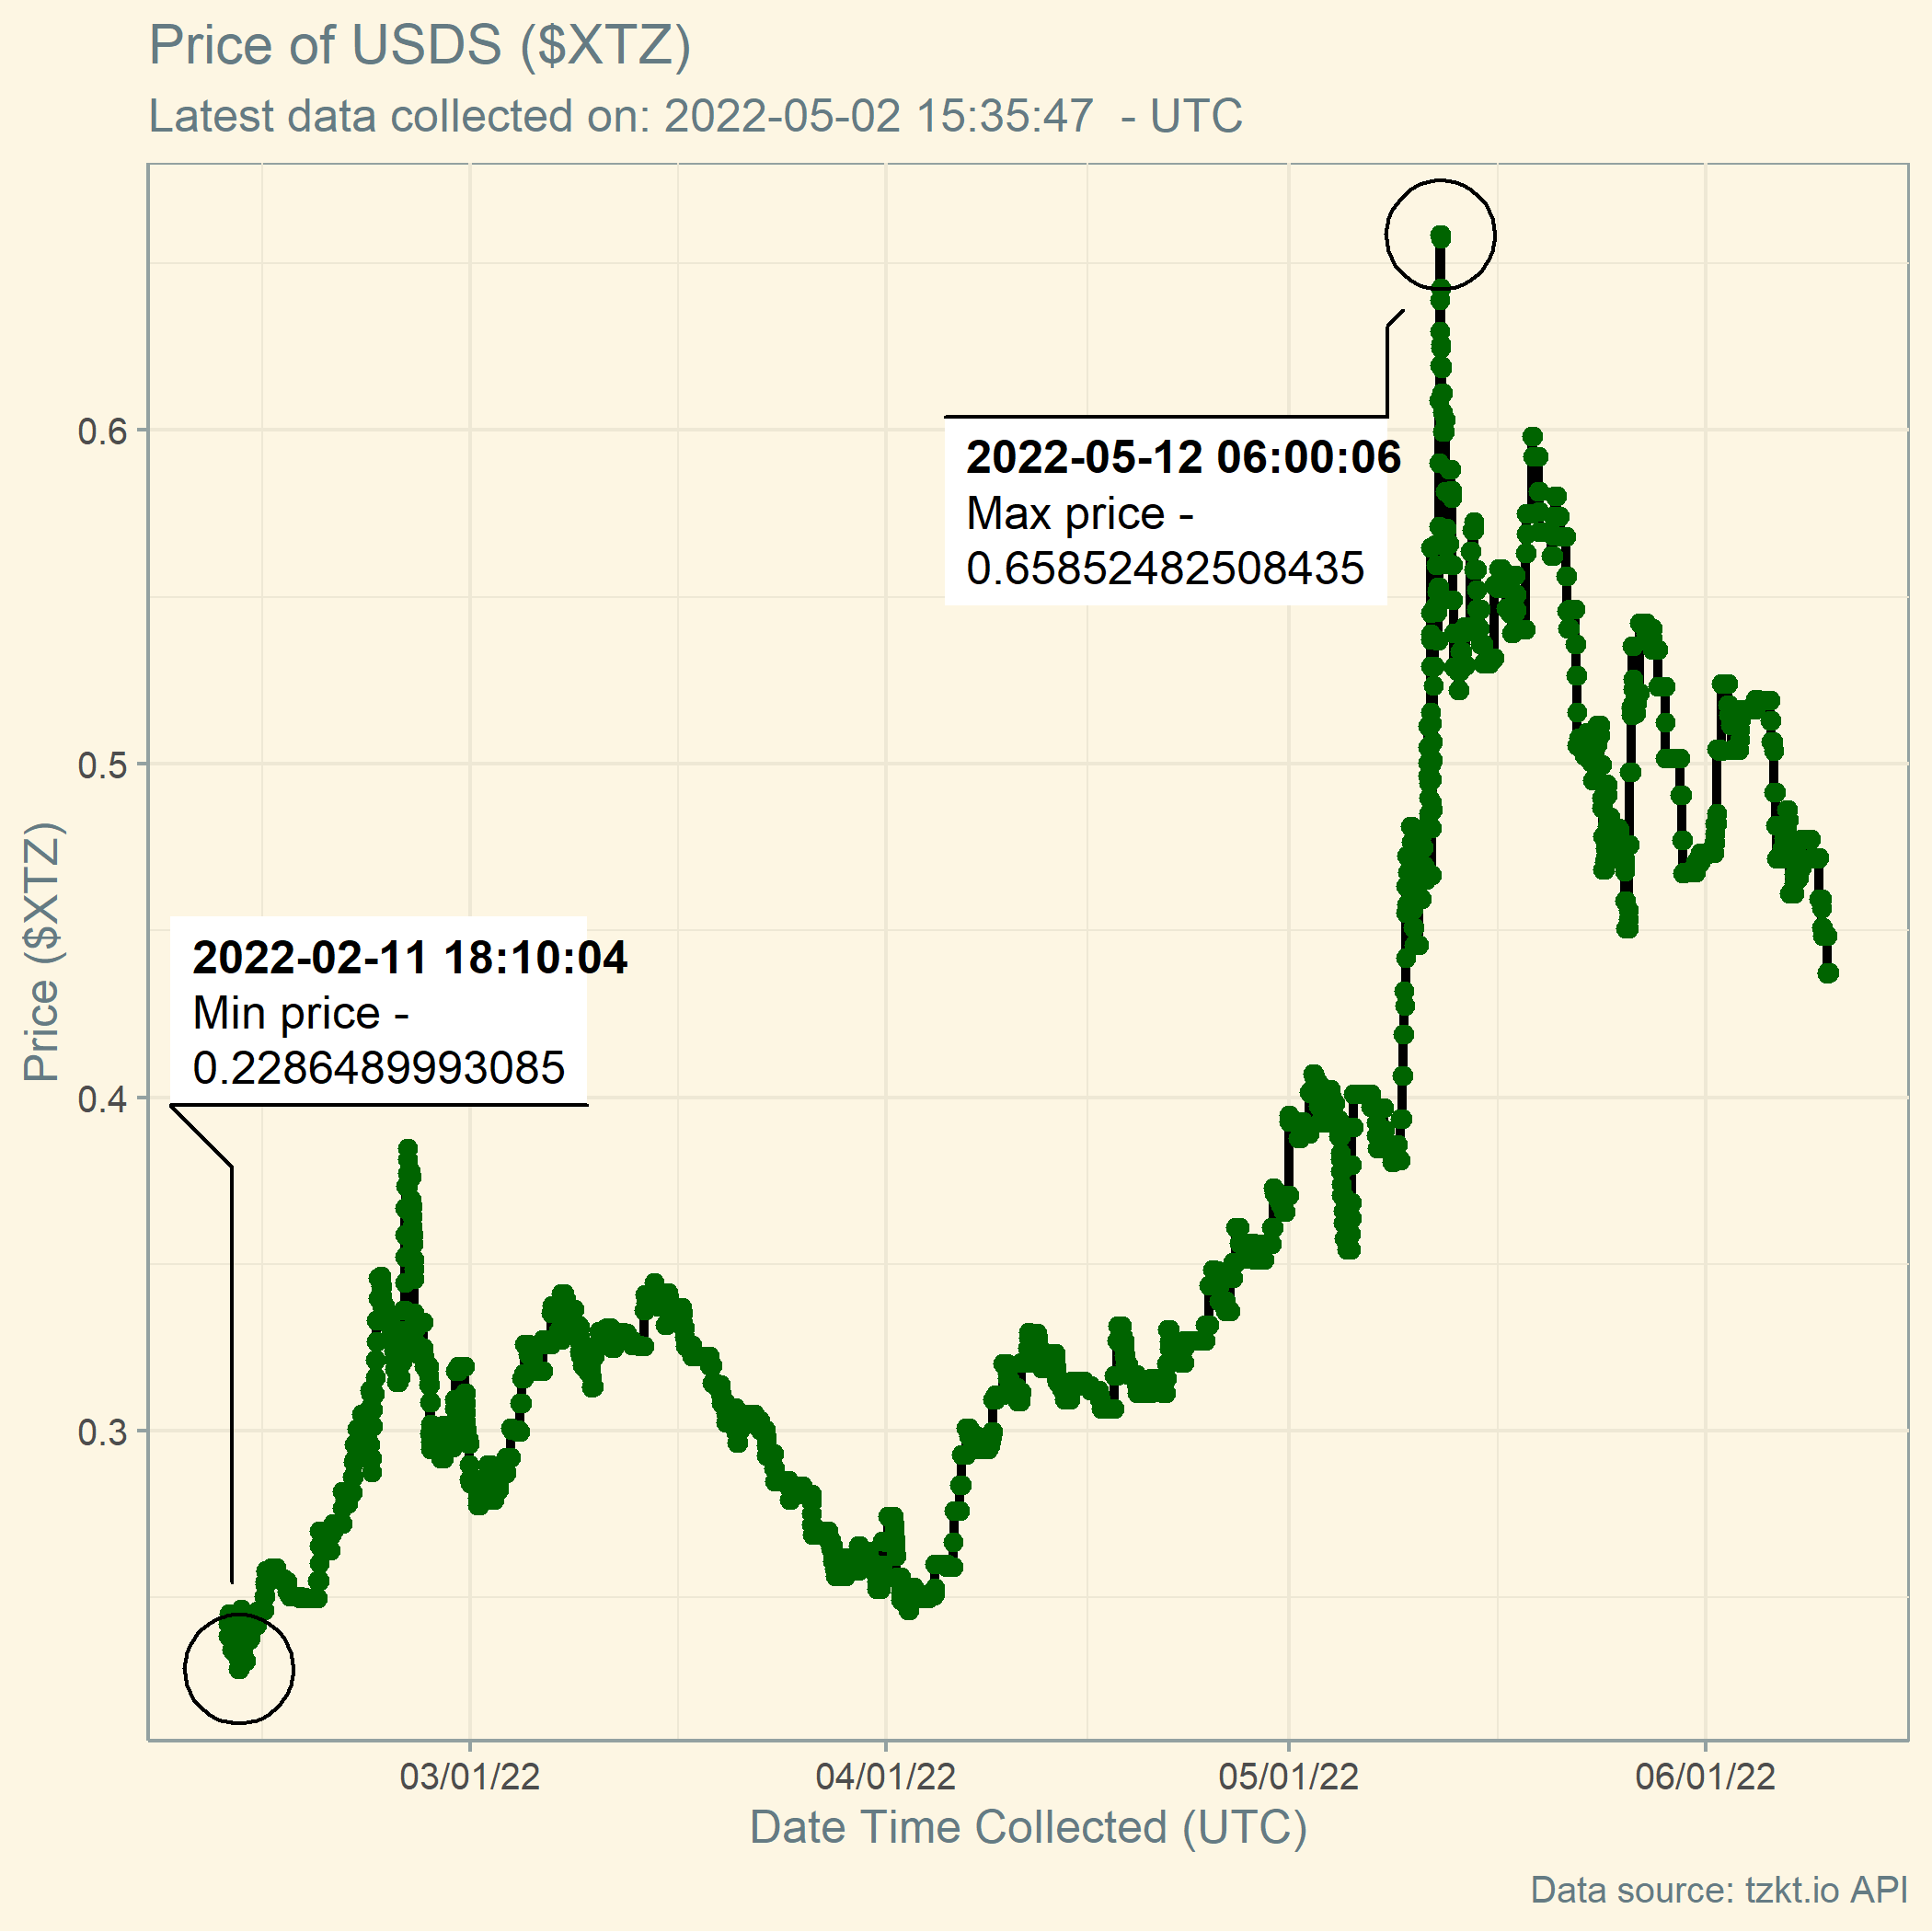 Price of USDS ($XTZ)
Latest data collected on: 2022-05-02 15:35:47  - UTC
2022-05-12 06:00:06
Max price -
0.65852482508435
2022-02-11 18:10:04
Min price -
0.2286489993085
Price ($XTZ)
0.6
0.5
0.4
0.3
03/01/22
04/01/22
05/01/22
06/01/22
Date Time Collected (UTC)
Data source: tzkt.io API